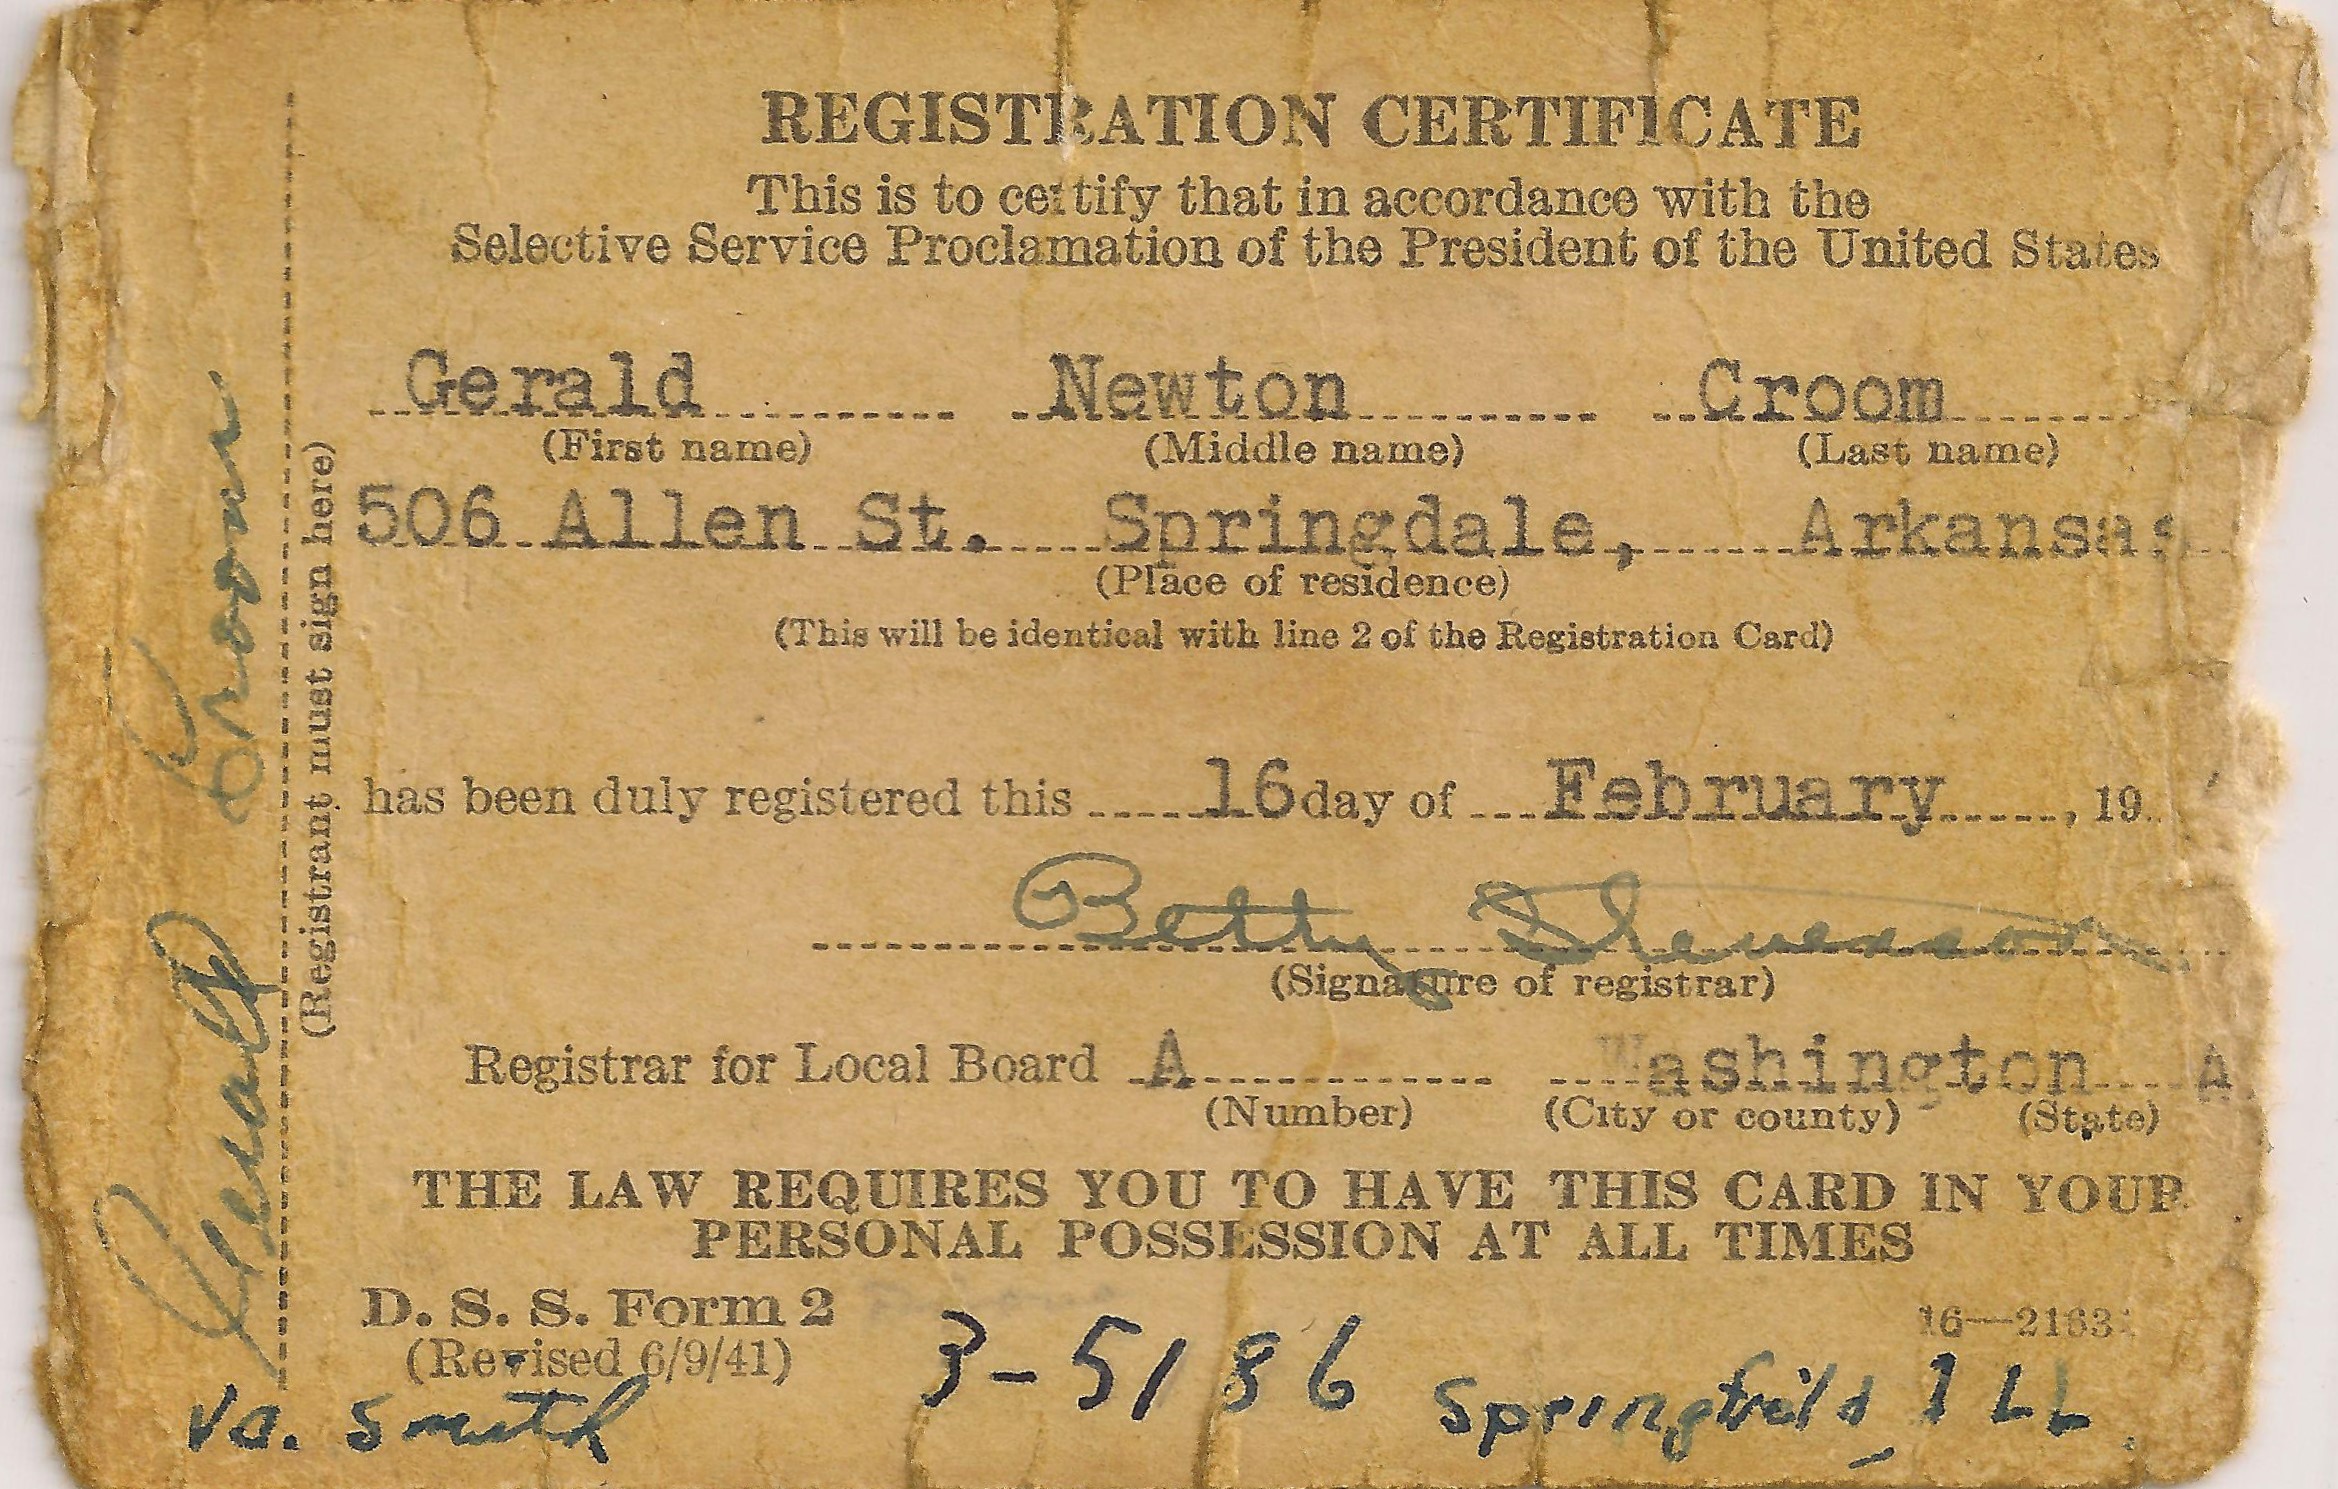 REGISTRATION CERTIFICATE
This is to certify that in accordance with the
Selective Service Proclamation of the President of the United States
Gerald Newton Croom
(First name) (Middle name) (Last name)
506 Allen St. Springdale, Arkansas
(Place of residence)
(This will be identical with line 2 of the Registration Card)
has been duly registered this 16 day of February, 19
Betty Stevenson
(Signature of registrar)
Registrar for Local Board A Washington A
(Number) (City or county) (State)
THE LAW REQUIRES YOU TO HAVE THIS CARD IN YOUR
PERSONAL POSSESSION AT ALL TIMES
D. S. S. Form 2
(Revised 6/9/41)
16—2163
3-5186
Va. Smith
Springfield, ILL.
Gerald Croom
(Registrant must sign here)